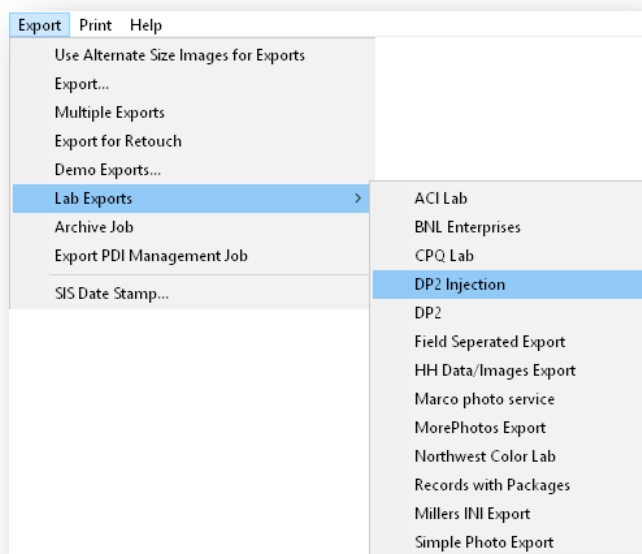 Export Print Help
Use Alternate Size Images for Exports
Export...
Multiple Exports
Export for Retouch
Demo Exports...
Lab Exports
Archive Job
Export PDI Management Job
SIS Date Stamp...
ACI Lab
BNL Enterprises
CPQ Lab
DP2 Injection
DP2
Field Seperated Export
HH Data/Images Export
Marco photo service
MorePhotos Export
Northwest Color Lab
Records with Packages
Millers INI Export
Simple Photo Export